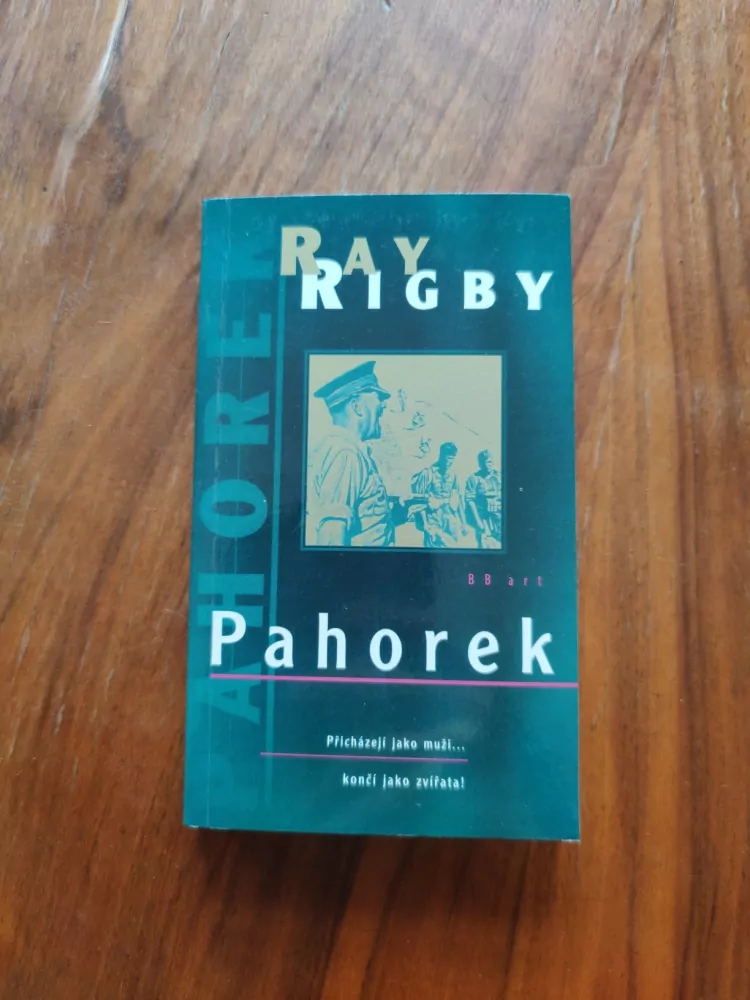 RAY
RIGBY
PAHOREK
BB art
Pahorek
Přicházejí jako muži...
končí jako zvířata!